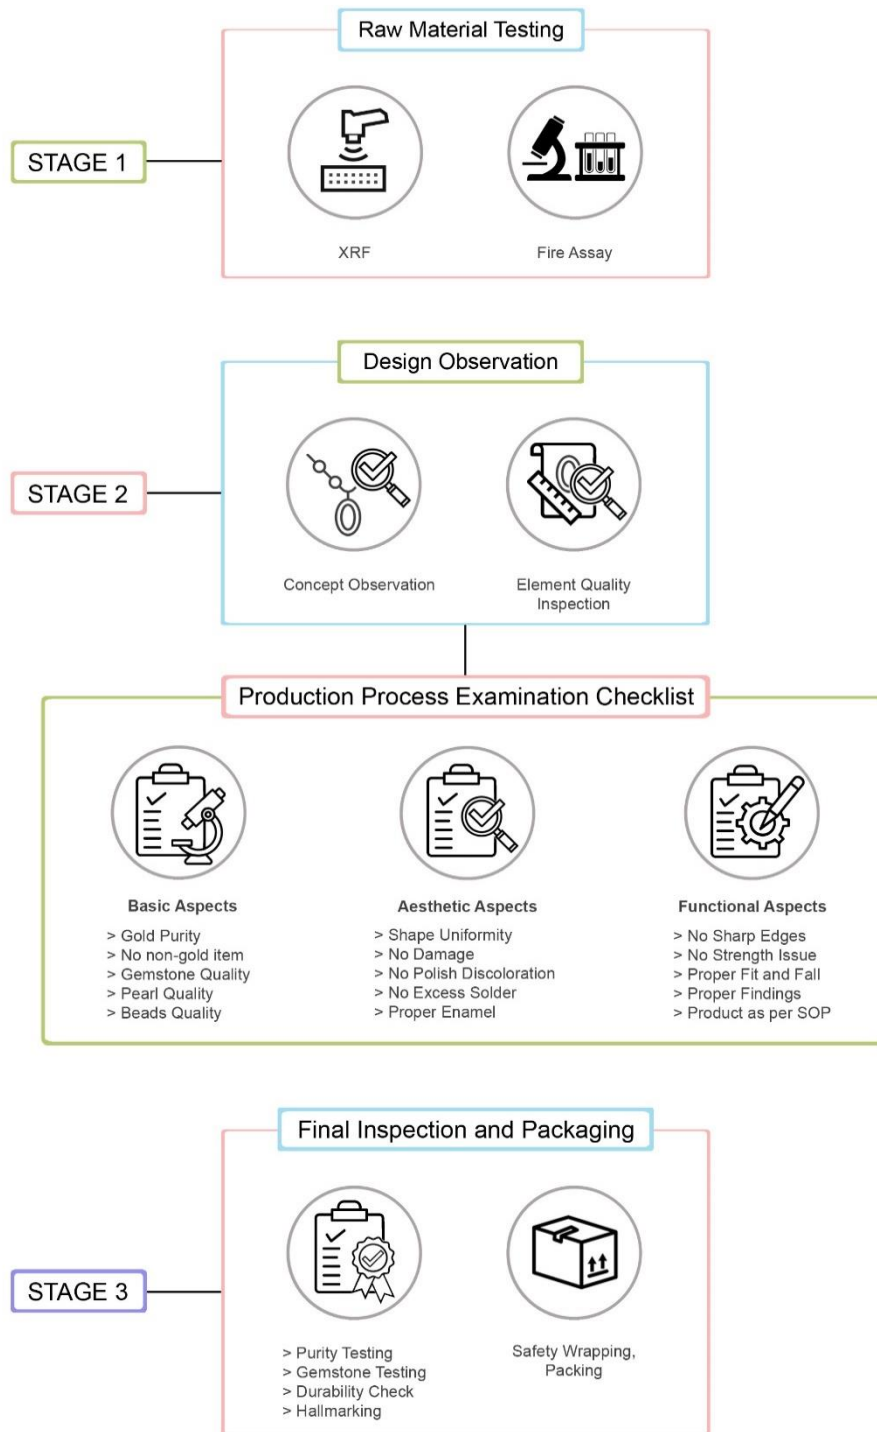 Raw Material Testing
STAGE 1
XRF
Fire Assay
Design Observation
STAGE 2
Concept Observation
Element Quality
Inspection
Production Process Examination Checklist
Basic Aspects
> Gold Purity
> No non-gold item
> Gemstone Quality
> Pearl Quality
> Beads Quality
Aesthetic Aspects
> Shape Uniformity
> No Damage
> No Polish Discoloration
> No Excess Solder
> Proper Enamel
Functional Aspects
> No Sharp Edges
> No Strength Issue
> Proper Fit and Fall
> Proper Findings
> Product as per SOP
Final Inspection and Packaging
STAGE 3
> Purity Testing
> Gemstone Testing
> Durability Check
> Hallmarking
Safety Wrapping,
Packing